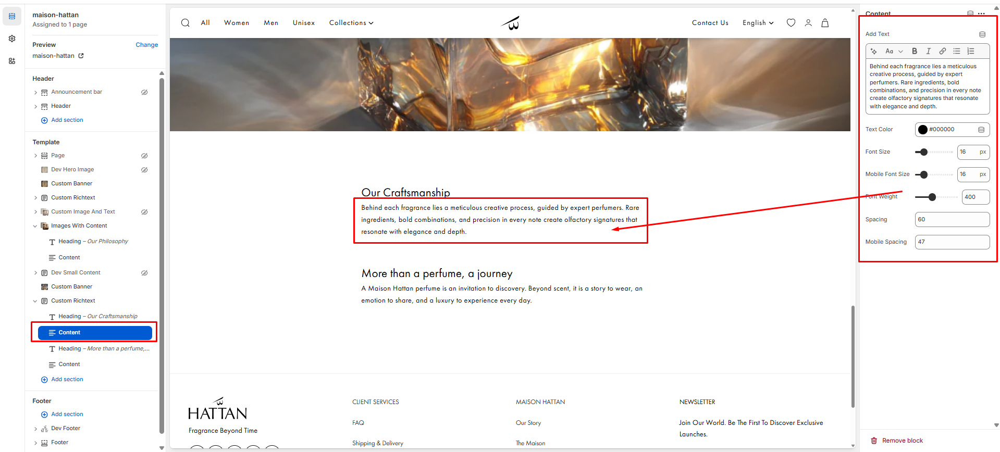 maison-hattan
Assigned to 1 page
Preview
Change
maison-hattan
Header
Announcement bar
Header
Add section
Template
Page
Dev Hero Image
Custom Banner
Custom Richtext
Custom Image And Text
Images With Content
Heading – Our Philosophy
Content
Dev Small Content
Custom Banner
Custom Richtext
Heading – Our Craftsmanship
Content
Heading – More than a perfume,...
Content
Add section
Footer
Add section
Dev Footer
Footer
All Women Men Unisex Collections
Contact Us English
Our Craftsmanship
Behind each fragrance lies a meticulous creative process, guided by expert perfumers. Rare
ingredients, bold combinations, and precision in every note create olfactory signatures that
resonate with elegance and depth.
More than a perfume, a journey
A Maison Hattan perfume is an invitation to discovery. Beyond scent, it is a story to wear, an
emotion to share, and a luxury to experience every day.
HATTAN
Fragrance Beyond Time
CLIENT SERVICES
FAQ
Shipping & Delivery
MAISON HATTAN
Our Story
The Maison
NEWSLETTER
Join Our World. Be The First To Discover Exclusive
Launches.
Content
Add Text
Aa B I
Behind each fragrance lies a meticulous
creative process, guided by expert
perfumers. Rare ingredients, bold
combinations, and precision in every note
create olfactory signatures that resonate
with elegance and depth.
Text Color #000000
Font Size 16 px
Mobile Font Size 16 px
Font Weight 400
Spacing 60
Mobile Spacing 47
Remove block